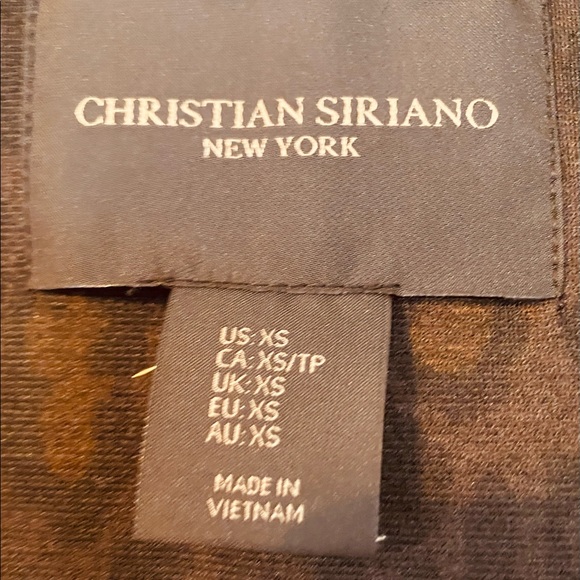 CHRISTIAN SIRIANO
NEW YORK
US: XS
CA: XS/TP
UK: XS
EU: XS
AU: XS
MADE IN
VIETNAM